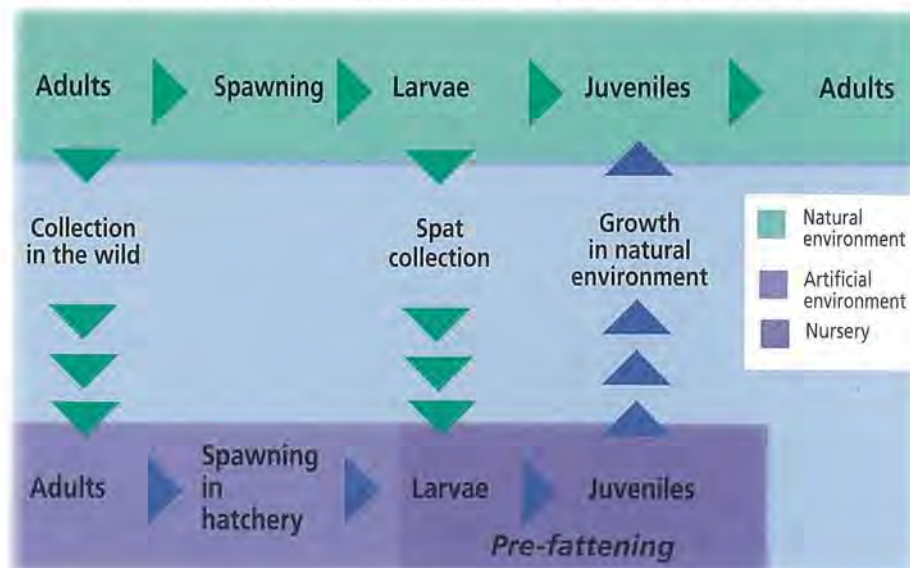 Adults Spawning Larvae Juveniles Adults
Collection
in the wild
Spat
collection
Growth
in natural
environment
Natural
environment
Artificial
environment
Nursery
Adults
Spawning
in
hatchery
Larvae
Juveniles
Pre-fattening